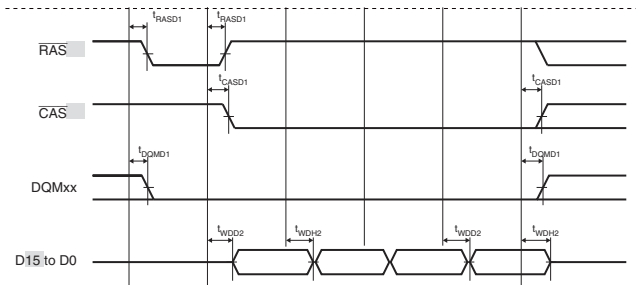 tRASD1 tRASD1
RAS
tCASD1 tCASD1
CAS
tDQMD1 tDQMD1
DQMxx
tWDD2 tWDH2 tWDD2 tWDH2
D15 to D0